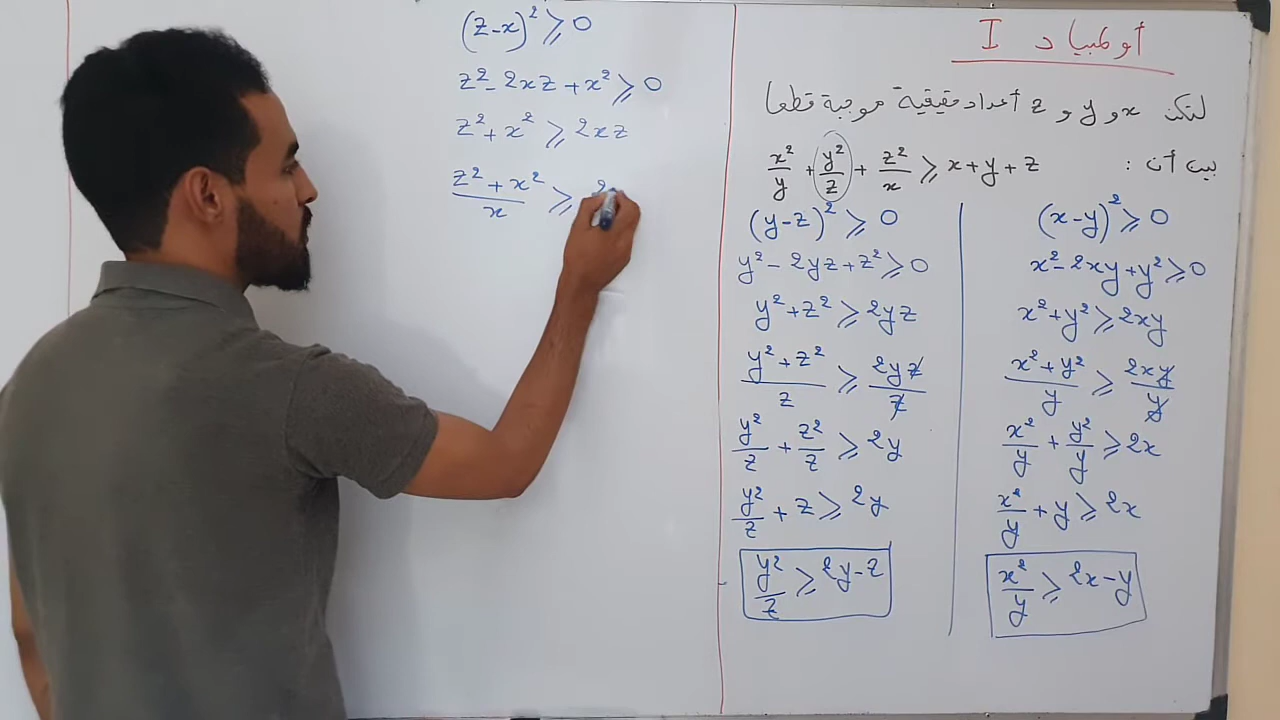 أولمبياد I
لتكن x و y و z أعداد حقيقية موجبة قطعا
بين أن : x²/y + y²/z + z²/x ⩾ x+y+z
(x-y)² ⩾ 0
x²-2xy+y² ⩾ 0
x²+y² ⩾ 2xy
(x²+y²)/y ⩾ 2xy/y
x²/y + y²/y ⩾ 2x
x²/y + y ⩾ 2x
x²/y ⩾ 2x-y
(y-z)² ⩾ 0
y²-2yz+z² ⩾ 0
y²+z² ⩾ 2yz
(y²+z²)/z ⩾ 2yz/z
y²/z + z²/z ⩾ 2y
y²/z + z ⩾ 2y
y²/z ⩾ 2y-z
(z-x)² ⩾ 0
z²-2xz+x² ⩾ 0
z²+x² ⩾ 2xz
(z²+x²)/x ⩾ 2